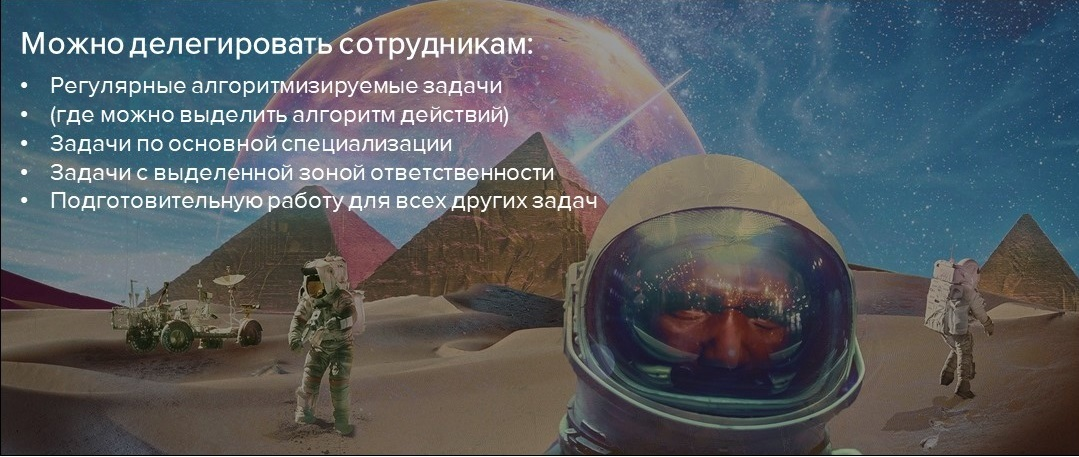 Можно делегировать сотрудникам:
• Регулярные алгоритмизируемые задачи
• (где можно выделить алгоритм действий)
• Задачи по основной специализации
• Задачи с выделенной зоной ответственности
• Подготовительную работу для всех других задач